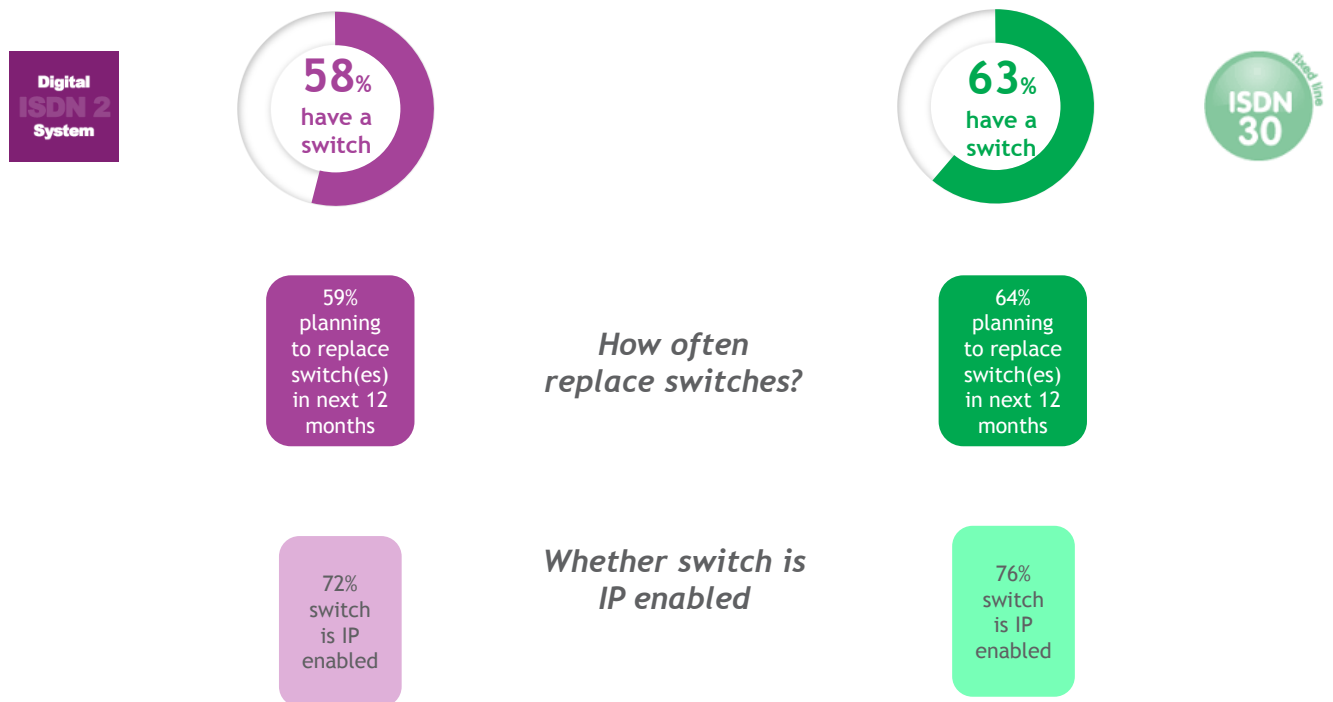 Digital
ISDN 2
System
58%
have a
switch
63%
have a
switch
fixed line
ISDN
30
59%
planning
to replace
switch(es)
in next 12
months
How often
replace switches?
64%
planning
to replace
switch(es)
in next 12
months
72%
switch
is IP
enabled
Whether switch is
IP enabled
76%
switch
is IP
enabled